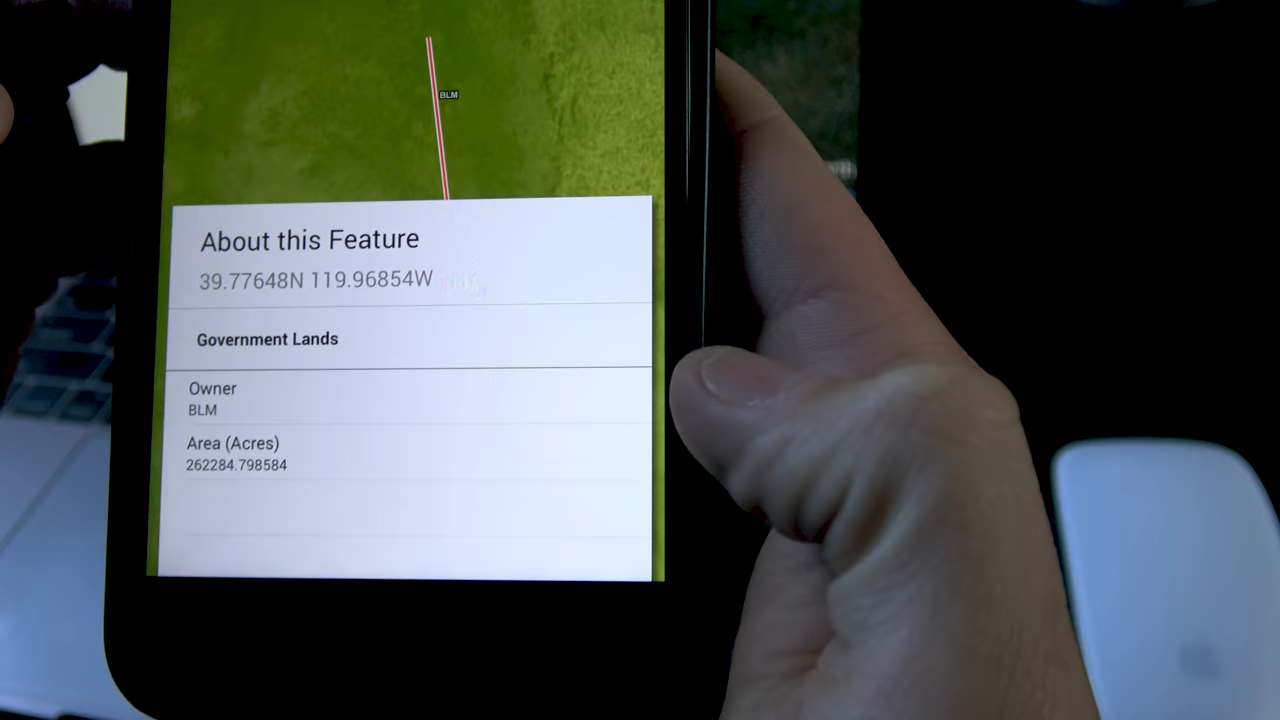 BLM
About this Feature
39.77648N 119.96854W
Government Lands
Owner
BLM
Area (Acres)
262284.798584